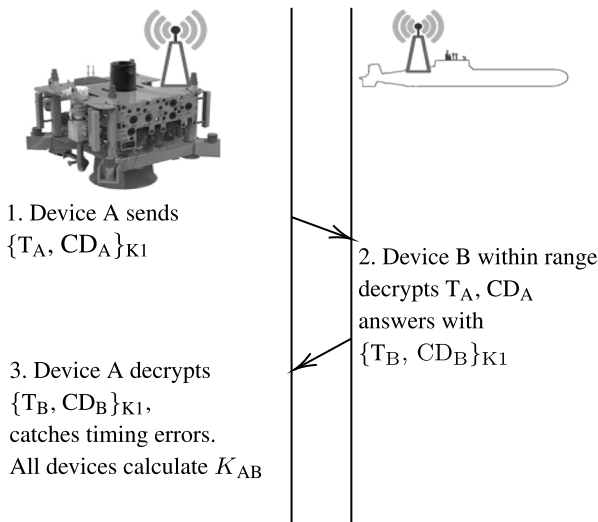 1. Device A sends
{T_A, CD_A}_K1
2. Device B within range
decrypts T_A, CD_A
answers with
{T_B, CD_B}_K1
3. Device A decrypts
{T_B, CD_B}_K1,
catches timing errors.
All devices calculate K_AB